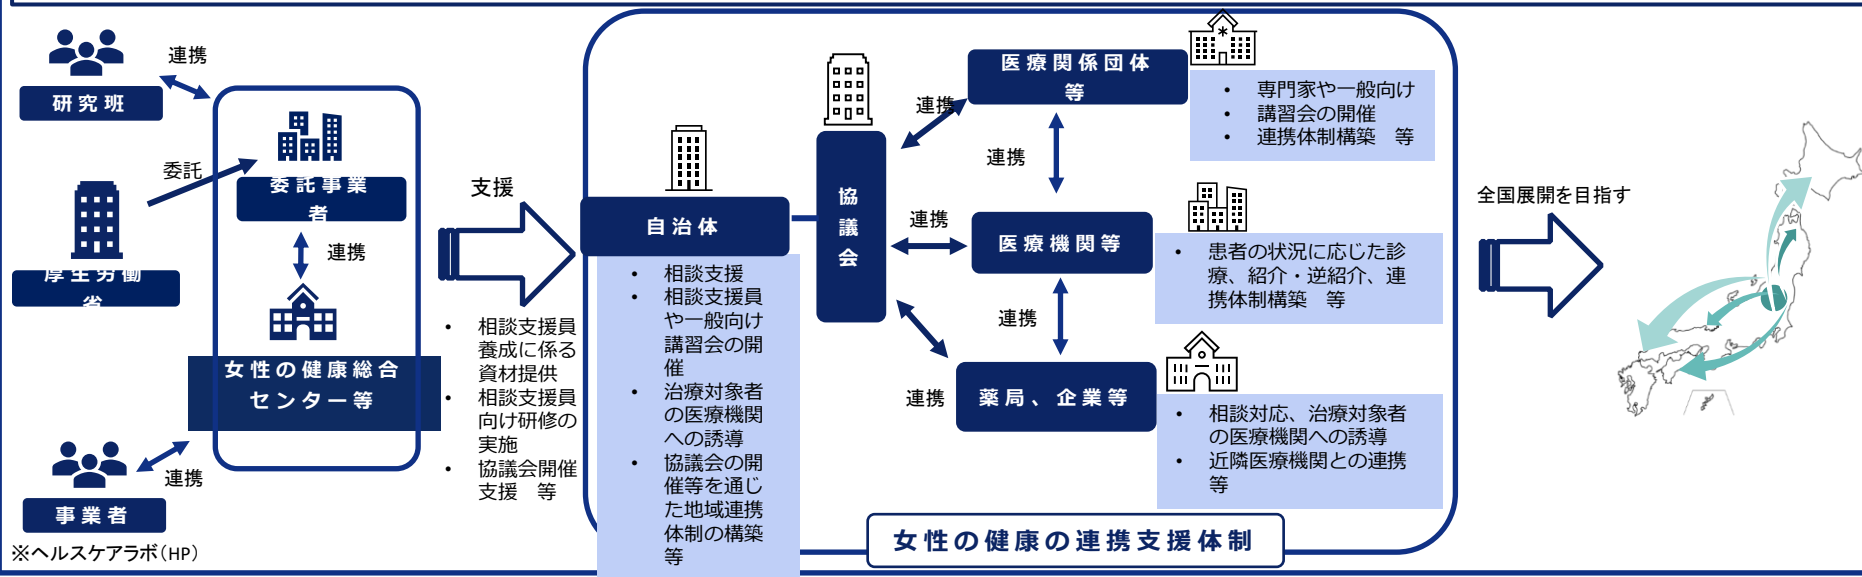 連携
研究班
委託
委託事業
者
連携
厚生労働
省
女性の健康総合
センター等
連携
事業者
※ヘルスケアラボ(HP)
支援
・ 相談支援員
養成に係る
資材提供
・ 相談支援員
向け研修の
実施
・ 協議会開催
支援 等
自治体
• 相談支援
• 相談支援員
や一般向け
講習会の開
催
• 治療対象者
の医療機関
への誘導
• 協議会の開
催等を通じ
た地域連携
体制の構築
等
協
議
会
連携
連携
連携
医療関係団体
等
• 専門家や一般向け
• 講習会の開催
• 連携体制構築 等
連携
医療機関等
• 患者の状況に応じた診
療、紹介・逆紹介、連
携体制構築 等
連携
薬局、企業等
• 相談対応、治療対象者
の医療機関への誘導
• 近隣医療機関との連携
等
女性の健康の連携支援体制
全国展開を目指す